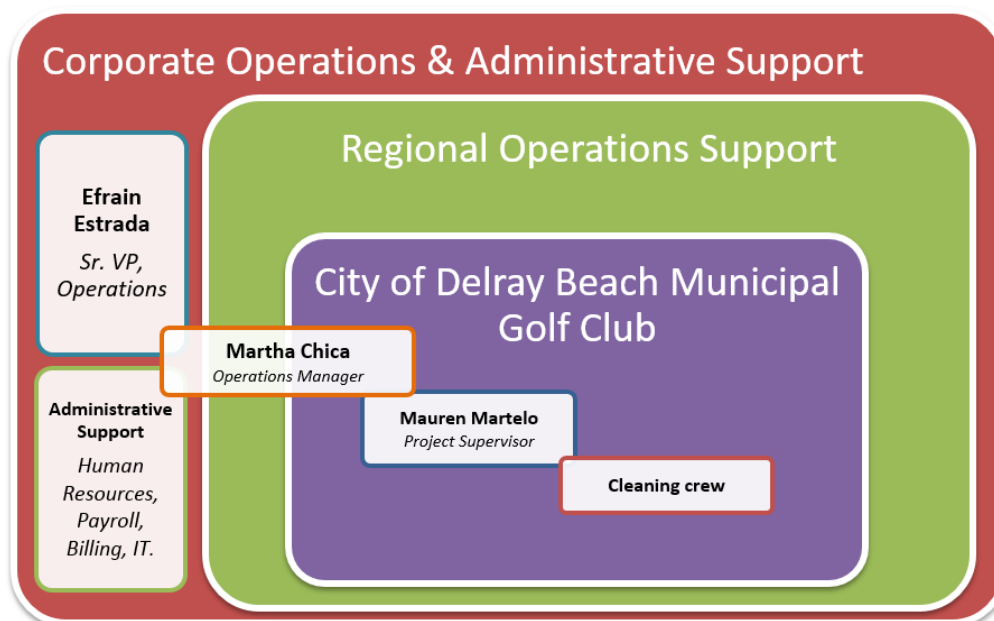 Corporate Operations & Administrative Support
Regional Operations Support
Efrain
Estrada
Sr. VP,
Operations
City of Delray Beach Municipal
Golf Club
Martha Chica
Operations Manager
Mauren Martelo
Project Supervisor
Cleaning crew
Administrative
Support
Human
Resources,
Payroll,
Billing, IT.